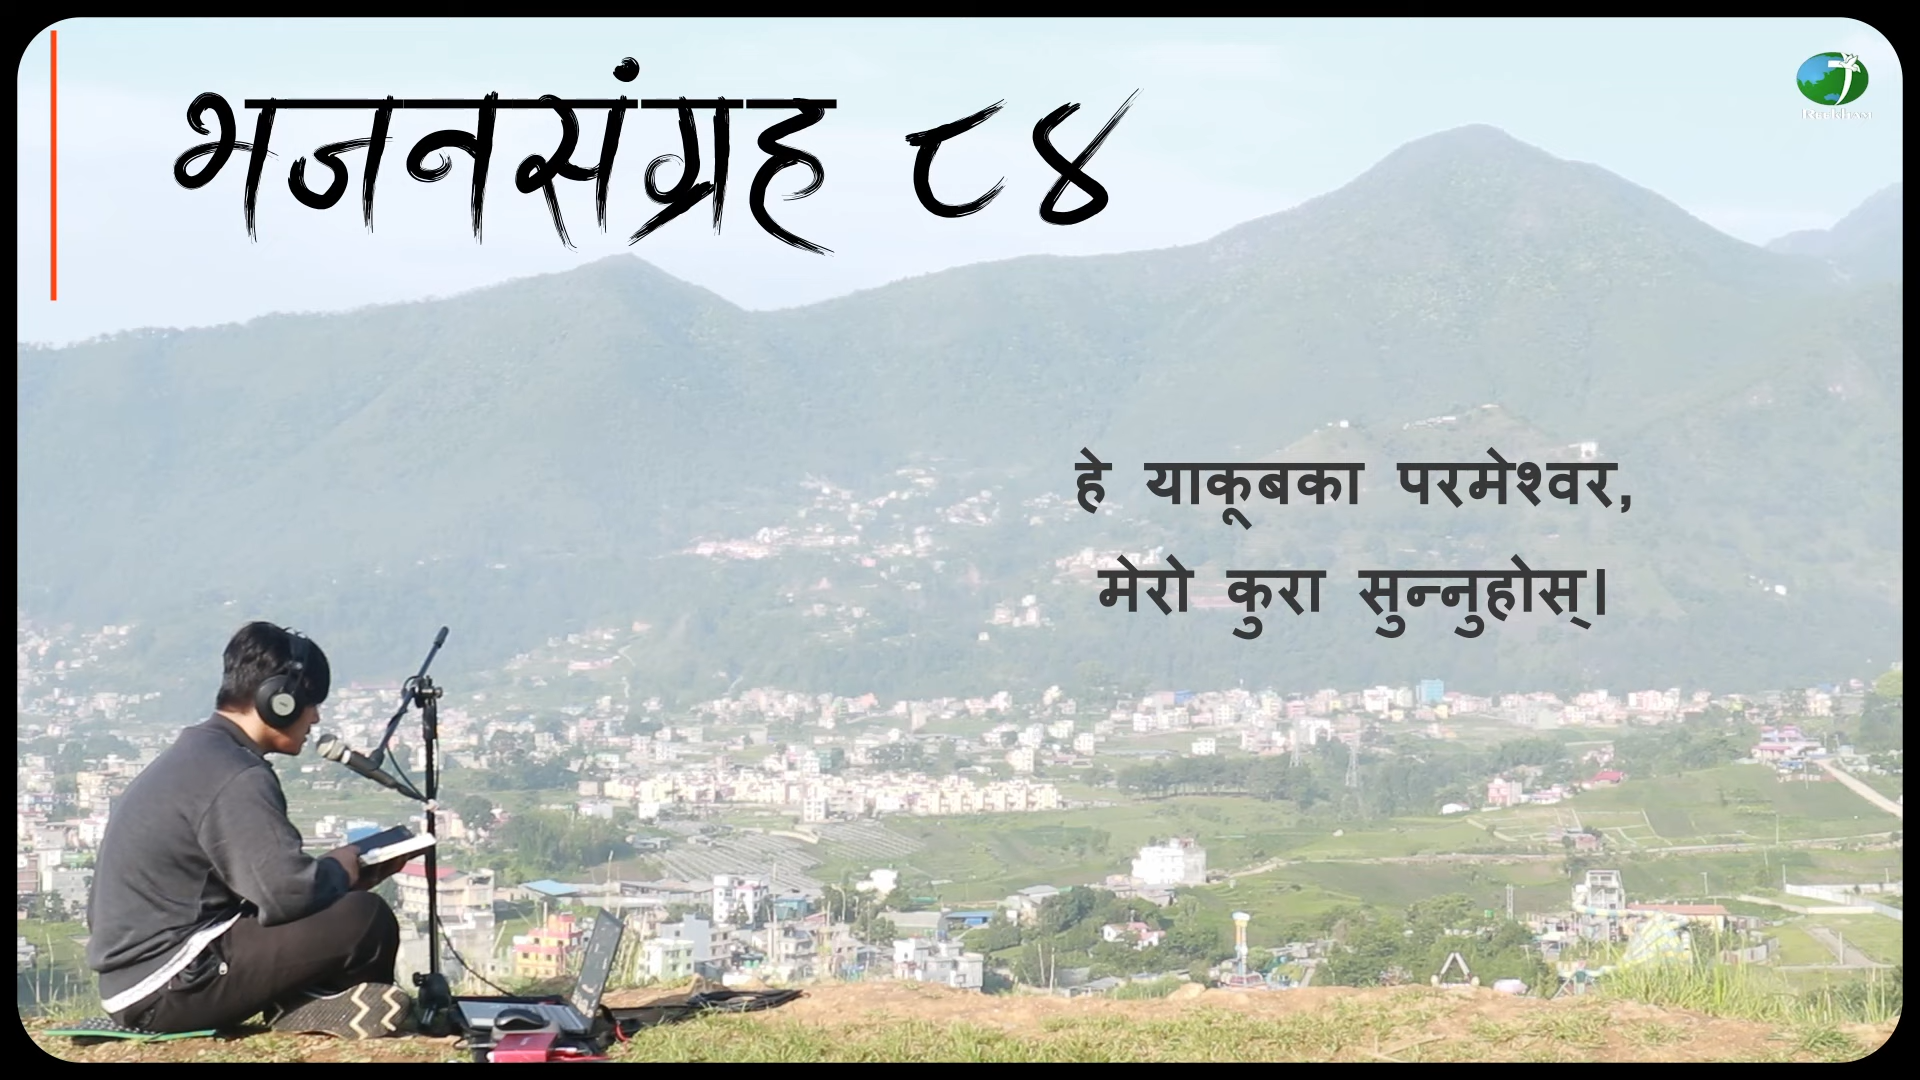 भजनसंग्रह ८४
हे याकूबका परमेश्वर,
मेरो कुरा सुन्नुहोस्।